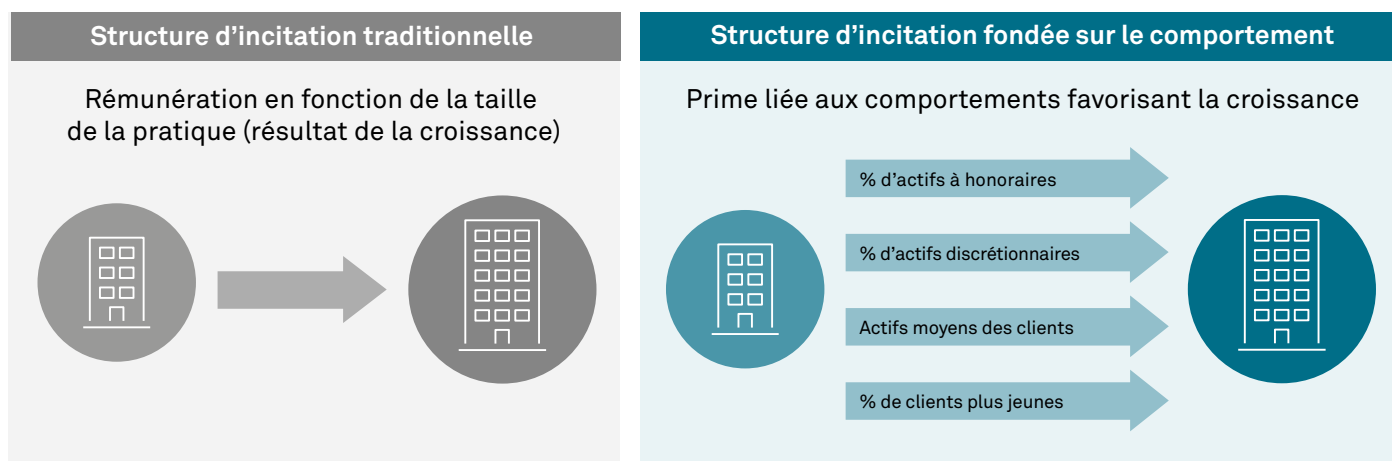 Structure d’incitation traditionnelle
Rémunération en fonction de la taille
de la pratique (résultat de la croissance)
Structure d’incitation fondée sur le comportement
Prime liée aux comportements favorisant la croissance
% d’actifs à honoraires
% d’actifs discrétionnaires
Actifs moyens des clients
% de clients plus jeunes